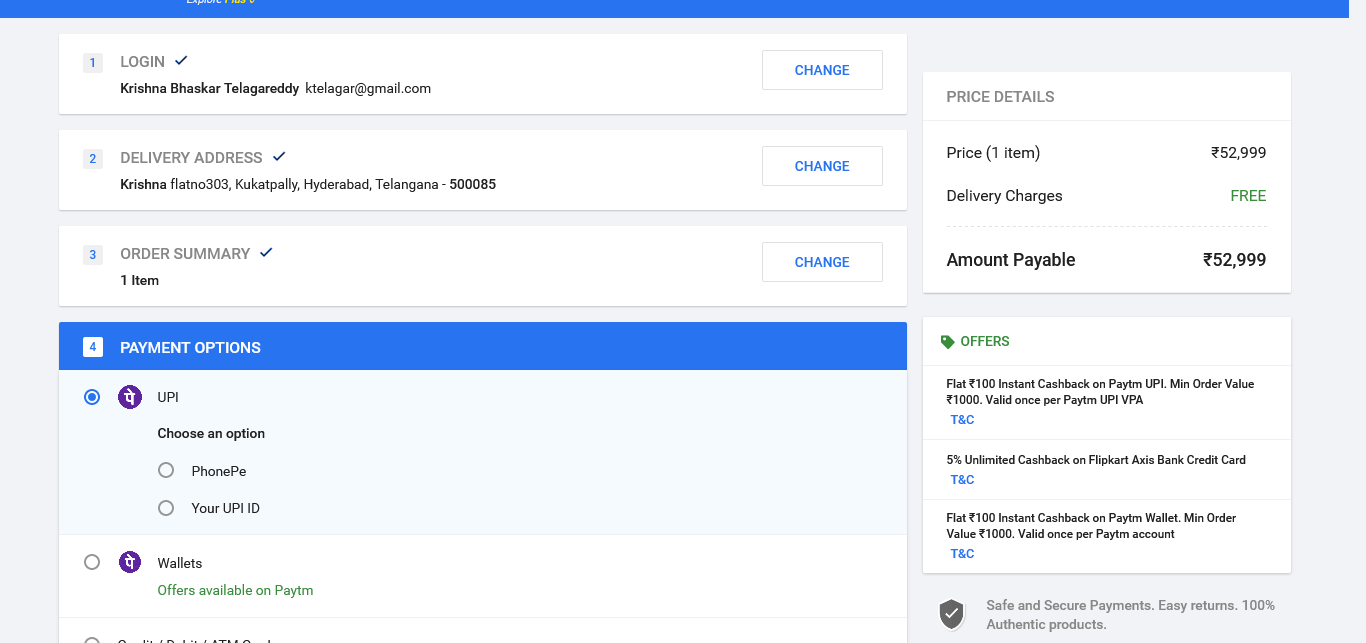 Explore Plus
1 LOGIN
CHANGE
Krishna Bhaskar Telagareddy ktelagar@gmail.com
2 DELIVERY ADDRESS
CHANGE
Krishna flatno303, Kukatpally, Hyderabad, Telangana - 500085
3 ORDER SUMMARY
CHANGE
1 Item
4 PAYMENT OPTIONS
पे UPI
Choose an option
PhonePe
Your UPI ID
पे Wallets
Offers available on Paytm
Credit / Debit / ATM Card
PRICE DETAILS
Price (1 item) ₹52,999
Delivery Charges FREE
Amount Payable ₹52,999
OFFERS
Flat ₹100 Instant Cashback on Paytm UPI. Min Order Value
₹1000. Valid once per Paytm UPI VPA
T&C
5% Unlimited Cashback on Flipkart Axis Bank Credit Card
T&C
Flat ₹100 Instant Cashback on Paytm Wallet. Min Order
Value ₹1000. Valid once per Paytm account
T&C
Safe and Secure Payments. Easy returns. 100%
Authentic products.